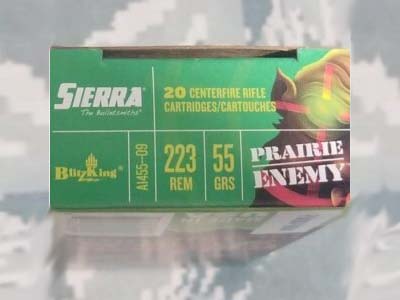 SIERRA
The Bulletsmiths®
20 CENTERFIRE RIFLE
CARTRIDGES/CARTOUCHES
BlitzKing®
A1455--09
223
REM
55
GRS
PRAIRIE
ENEMY